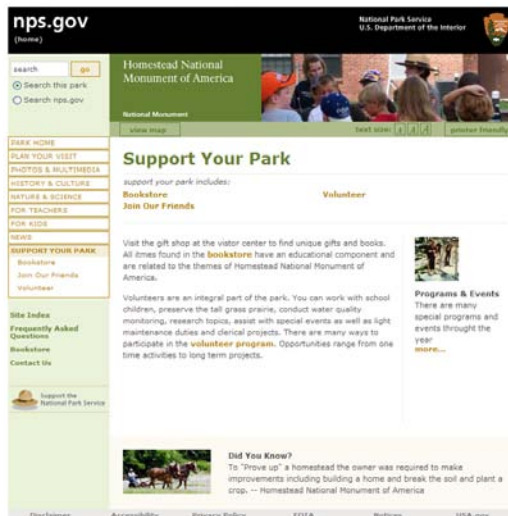 nps.gov
(home)
National Park Service
U.S. Department of the Interior
search
go
Search this park
Search nps.gov
Homestead National
Monument of America
National Monument
view map
text size: A A A
printer friendly
PARK HOME
PLAN YOUR VISIT
PHOTOS & MULTIMEDIA
HISTORY & CULTURE
NATURE & SCIENCE
FOR TEACHERS
FOR KIDS
NEWS
SUPPORT YOUR PARK
Bookstore
Join Our Friends
Volunteer
Site Index
Frequently Asked
Questions
Bookstore
Contact Us
Support the
National Park Service
Support Your Park
support your park includes:
Bookstore
Volunteer
Join Our Friends
Visit the gift shop at the viator center to find unique gifts and books.
All itmes found in the bookstore have an educational component and
are related to the themes of Homestead National Monument of
America.
Volunteers are an integral part of the park. You can work with school
children, preserve the tall grass prairie, conduct water quality
monitoring, research topics, assist with special events as well as light
maintenance duties and clerical projects. There are many ways to
participate in the volunteer program. Opportunities range from one
time activities to long term projects.
Programs & Events
There are many
special programs and
events throught the
year
more...
Did You Know?
To "Prove up" a homestead the owner was required to make
improvements including building a home and break the soil and plant a
crop. -- Homestead National Monument of America
Disclaimer
Accessibility
Privacy Policy
FOIA
Notices
USA.gov